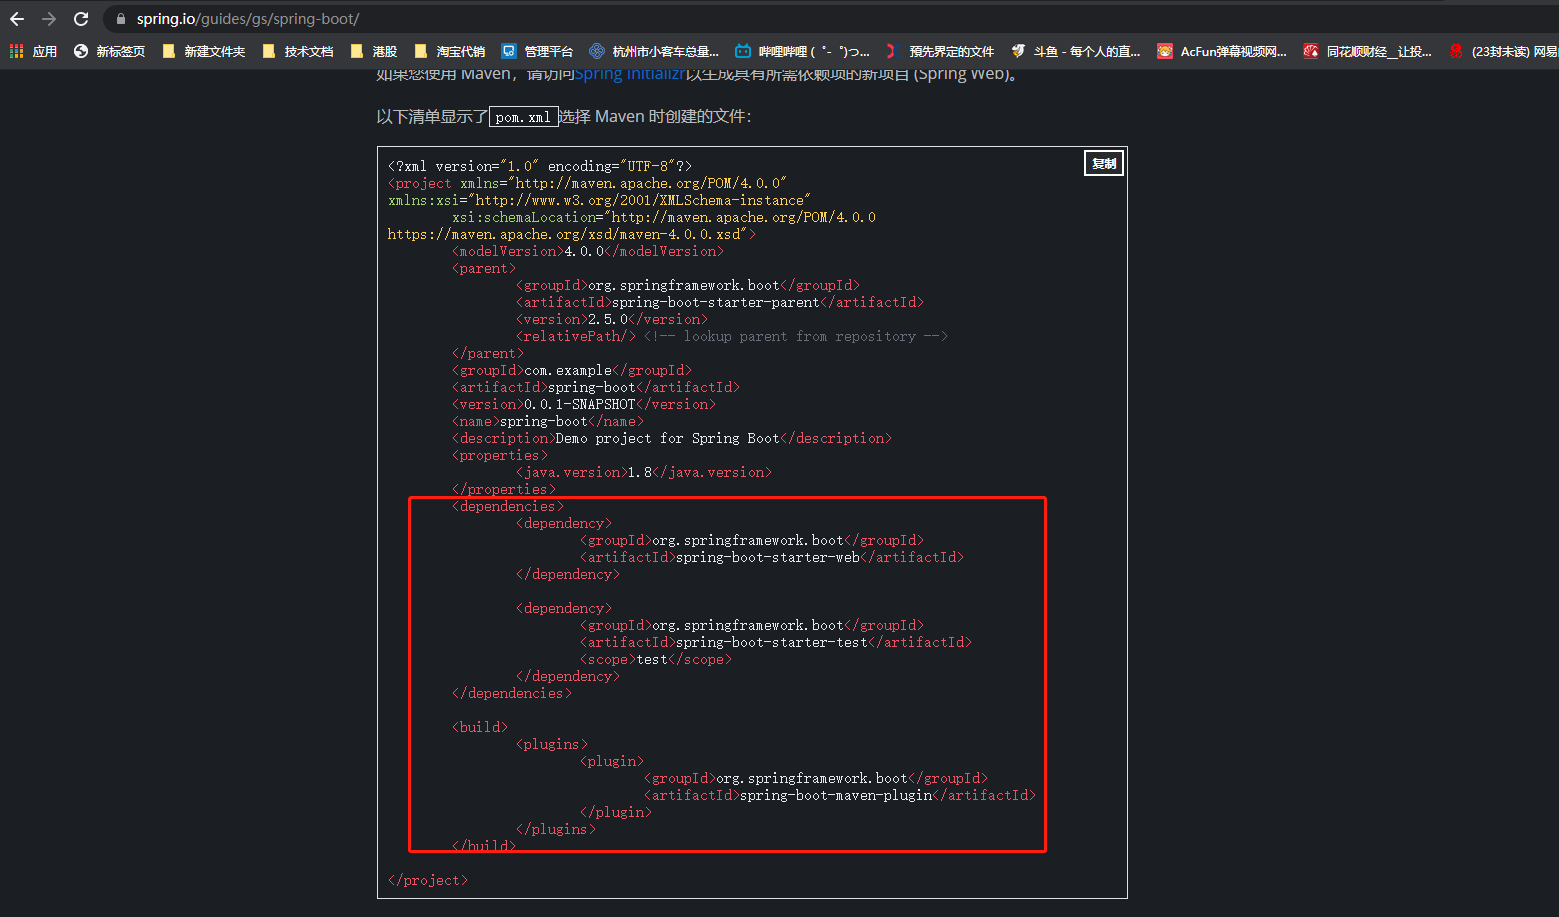 spring.io/guides/gs/spring-boot/
应用 新标签页 新建文件夹 技术文档 港股 淘宝代销 管理平台 杭州市小客车总量... 哔哩哔哩 ( ゜- ゜)つ... 预先界定的文件 斗鱼 - 每个人的直... AcFun弹幕视频网... 同花顺财经__让投... (23封未读) 网易
如果您使用 Maven，请访问Spring Initializr以生成具有所需依赖项的新项目 (Spring Web)。
以下清单显示了pom.xml选择 Maven 时创建的文件：
复制
<?xml version="1.0" encoding="UTF-8"?>
<project xmlns="http://maven.apache.org/POM/4.0.0"
xmlns:xsi="http://www.w3.org/2001/XMLSchema-instance"
xsi:schemaLocation="http://maven.apache.org/POM/4.0.0
https://maven.apache.org/xsd/maven-4.0.0.xsd">
<modelVersion>4.0.0</modelVersion>
<parent>
<groupId>org.springframework.boot</groupId>
<artifactId>spring-boot-starter-parent</artifactId>
<version>2.5.0</version>
<relativePath/> <!-- lookup parent from repository -->
</parent>
<groupId>com.example</groupId>
<artifactId>spring-boot</artifactId>
<version>0.0.1-SNAPSHOT</version>
<name>spring-boot</name>
<description>Demo project for Spring Boot</description>
<properties>
<java.version>1.8</java.version>
</properties>
<dependencies>
<dependency>
<groupId>org.springframework.boot</groupId>
<artifactId>spring-boot-starter-web</artifactId>
</dependency>
<dependency>
<groupId>org.springframework.boot</groupId>
<artifactId>spring-boot-starter-test</artifactId>
<scope>test</scope>
</dependency>
</dependencies>
<build>
<plugins>
<plugin>
<groupId>org.springframework.boot</groupId>
<artifactId>spring-boot-maven-plugin</artifactId>
</plugin>
</plugins>
</build>
</project>